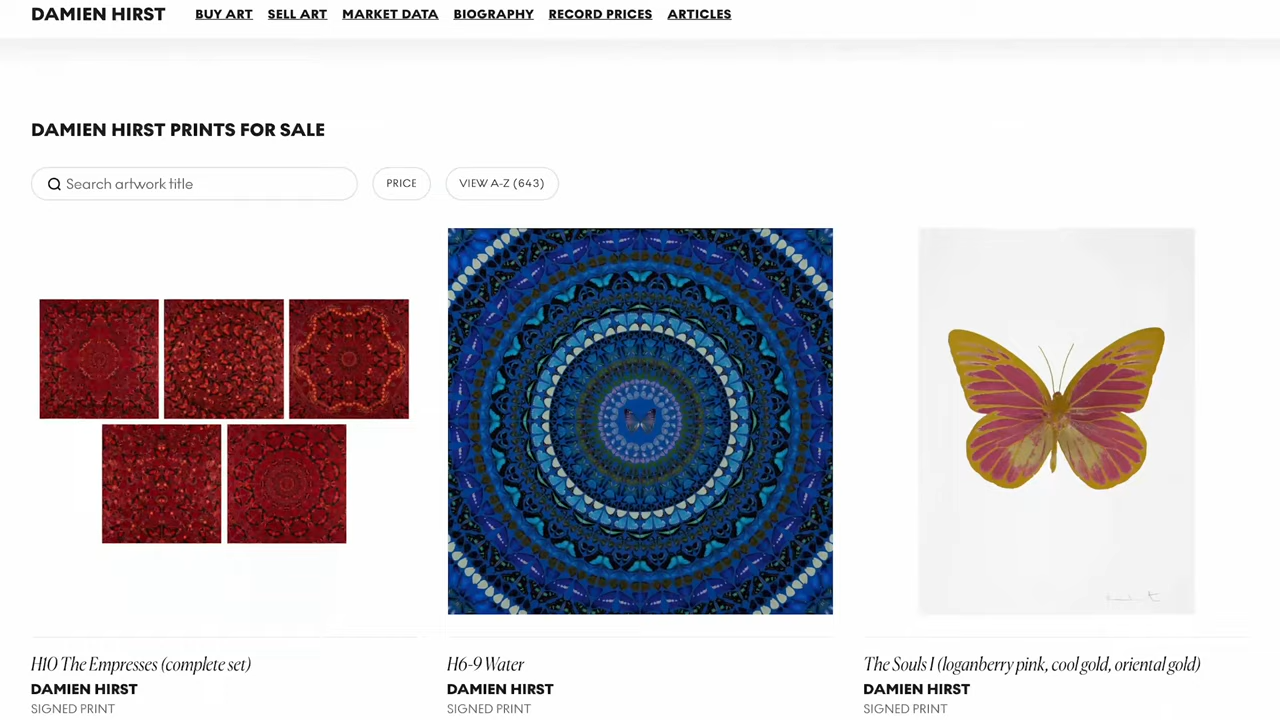 DAMIEN HIRST BUY ART SELL ART MARKET DATA BIOGRAPHY RECORD PRICES ARTICLES
DAMIEN HIRST PRINTS FOR SALE
Search artwork title PRICE VIEW A-Z (643)
H10 The Empresses (complete set)
DAMIEN HIRST
SIGNED PRINT
H6-9 Water
DAMIEN HIRST
SIGNED PRINT
The Souls I (loganberry pink, cool gold, oriental gold)
DAMIEN HIRST
SIGNED PRINT